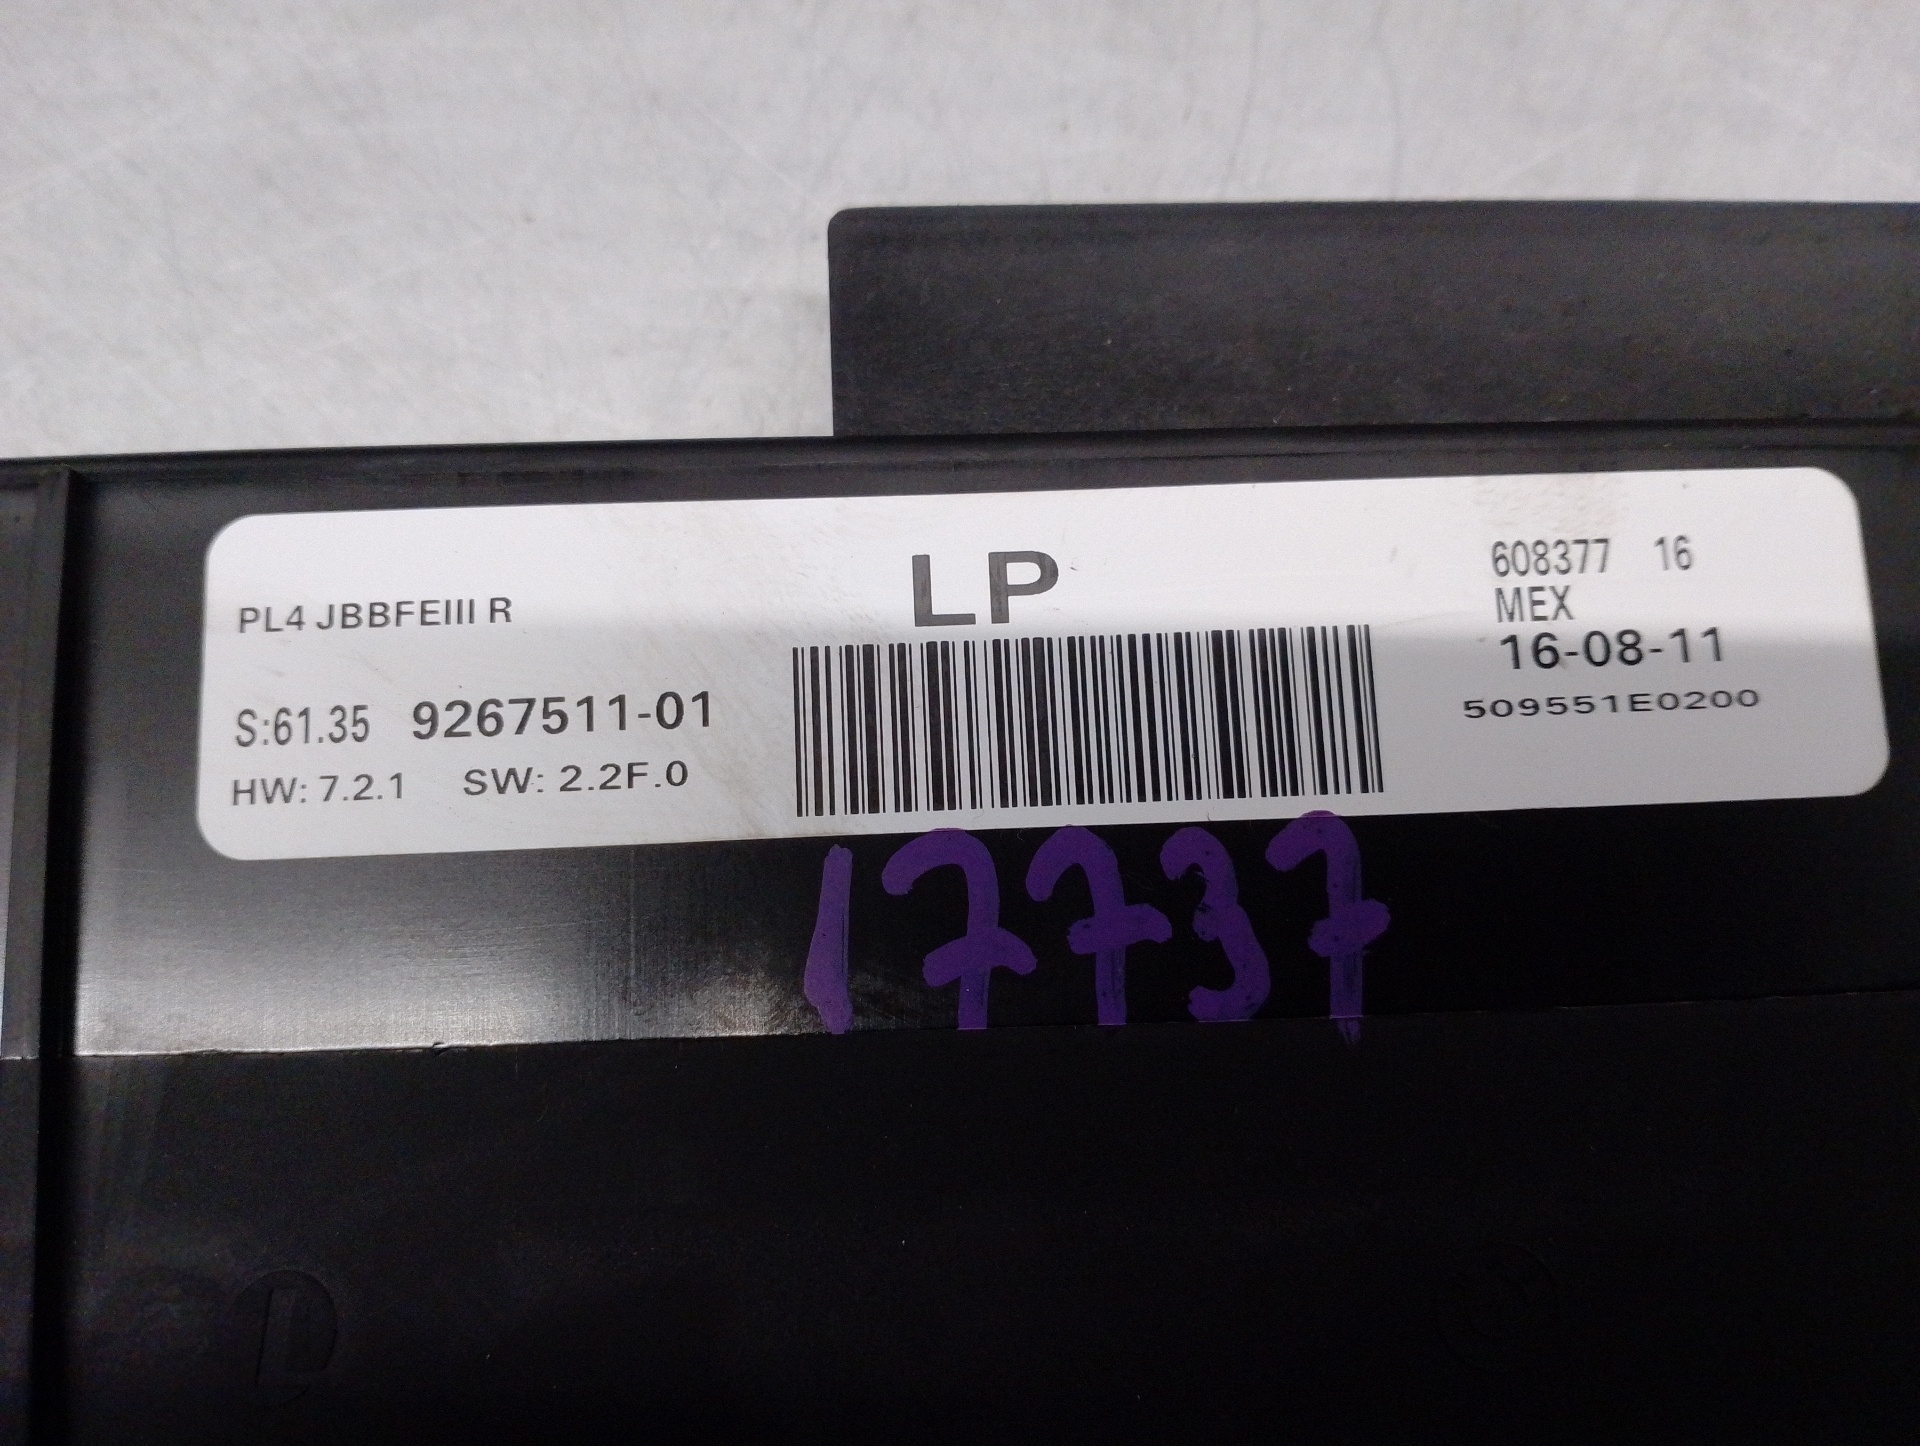 LP
608377 16
MEX
16-08-11
509551E0200
PL4 JBBFEIII R
S:61.35 9267511-01
HW: 7.2.1 SW: 2.2F.0
17737